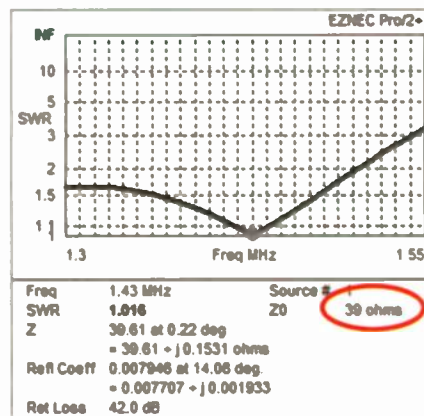 EZNEC Pro/2+
INF
10
5
SWR
3
2
1.5
1.1
1
1.3
Freq MHz
1.55
Freq 1.43 MHz Source # 1
SWR 1.016 Z0 39 ohms
Z 39.61 at 0.22 deg
= 39.61 + j 0.1531 ohms
Refl Coeff 0.007946 at 14.08 deg.
= 0.007707 + j 0.001933
Ret Loss 42.0 dB